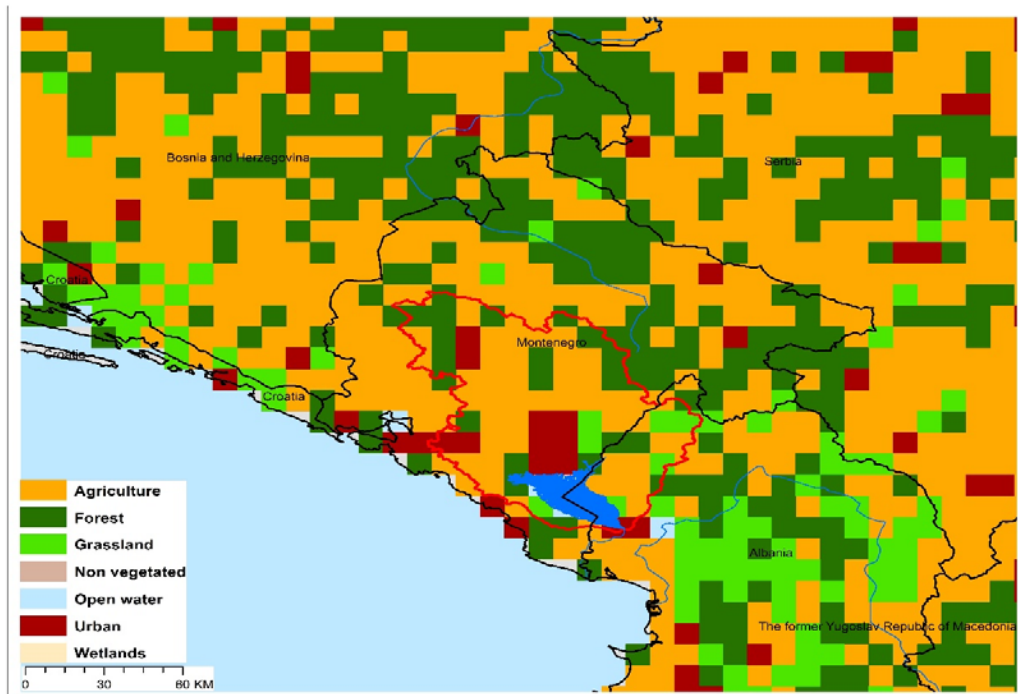 Bosnia and Herzegovina
Serbia
Croatia
Montenegro
Croatia
Croatia
Agriculture
Forest
Grassland
Non vegetated
Open water
Urban
Wetlands
Albania
The former Yugoslav Republic of Macedonia
0 30 60 KM